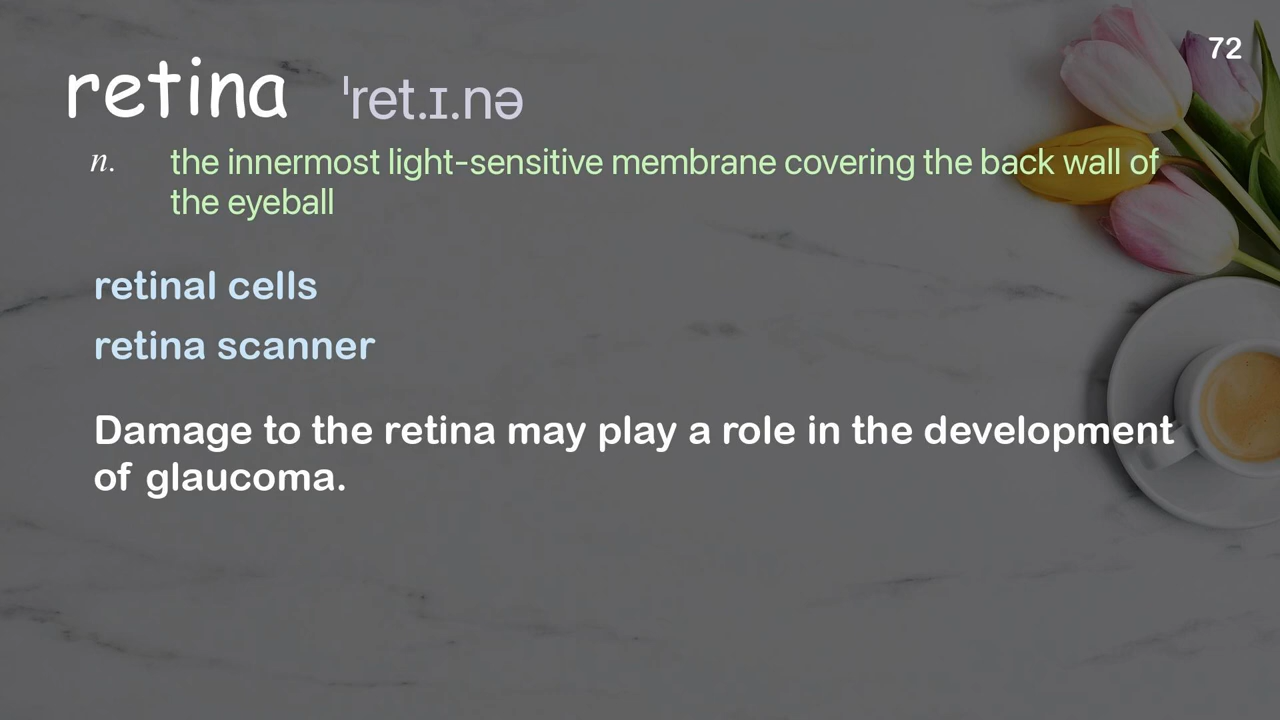 72
retina ˈret.ɪ.nə
n. the innermost light-sensitive membrane covering the back wall of
the eyeball
retinal cells
retina scanner
Damage to the retina may play a role in the development
of glaucoma.